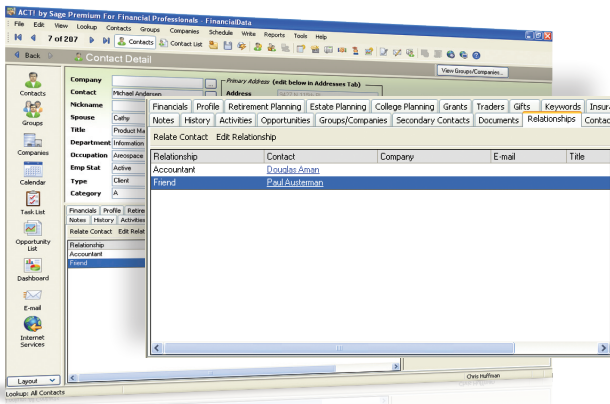 ACT! by Sage Premium For Financial Professionals - FinancialData
File Edit View Lookup Contacts Groups Companies Schedule Write Reports Tools Help
7 of 287 Contacts Contact List
Back Contact Detail
View Groups/Companies...
Contacts
Groups
Companies
Calendar
Task List
Opportunity
List
Dashboard
E-mail
Internet
Services
Layout
Lookup: All Contacts
Company
Contact Michael Andersen
Nickname
Spouse Cathy
Title Product Ma
Department Information
Occupation Aerospace
Emp Stat Active
Type Client
Category A
Primary Address (edit below in Addresses Tab)
Address
Financials Profile Retire
Notes History Activities
Relate Contact Edit Relat
Relationship
Accountant
Friend
Chris Huffman
Financials Profile Retirement Planning Estate Planning College Planning Grants Traders Gifts Keywords Insura
Notes History Activities Opportunities Groups/Companies Secondary Contacts Documents Relationships Contac
Relate Contact Edit Relationship
Relationship Contact Company E-mail Title
Accountant Douglas Aman
Friend Paul Austerman